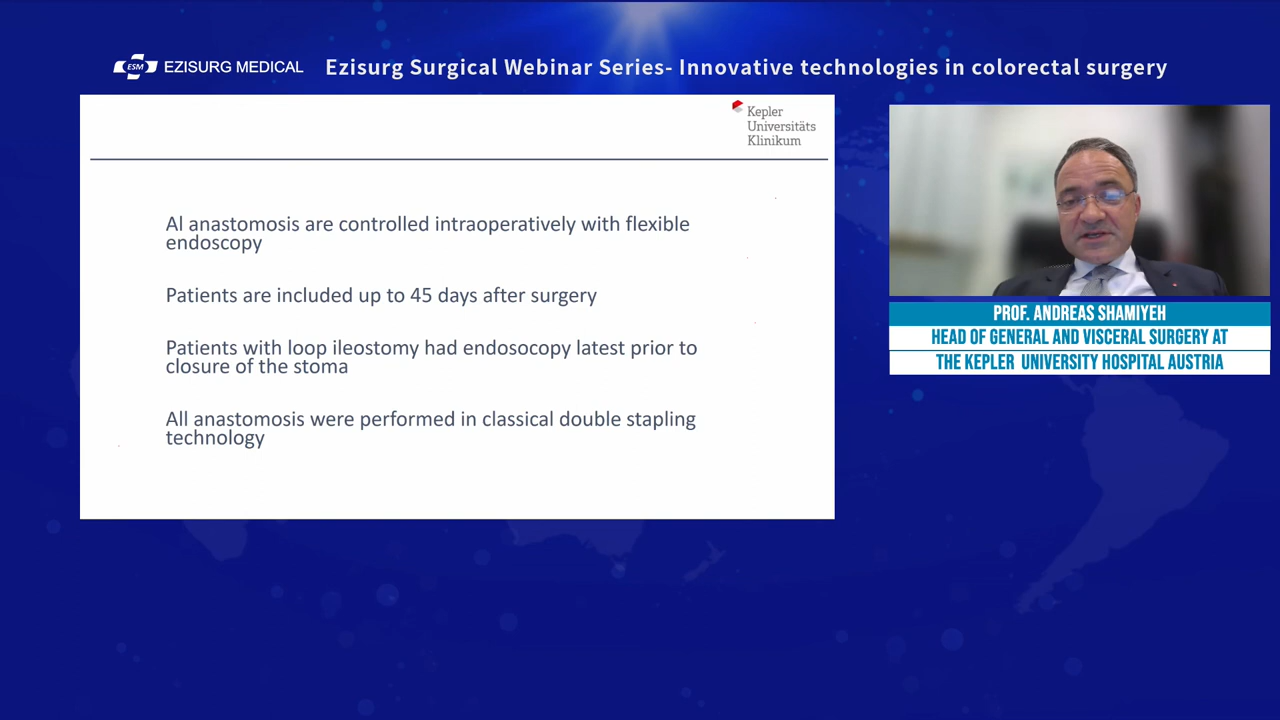 ESM EZISURG MEDICAL
Ezisurg Surgical Webinar Series- Innovative technologies in colorectal surgery
Kepler
Universitäts
Klinikum
Al anastomosis are controlled intraoperatively with flexible
endoscopy
Patients are included up to 45 days after surgery
Patients with loop ileostomy had endosocopy latest prior to
closure of the stoma
All anastomosis were performed in classical double stapling
technology
PROF. ANDREAS SHAMIYEH
HEAD OF GENERAL AND VISCERAL SURGERY AT
THE KEPLER UNIVERSITY HOSPITAL AUSTRIA